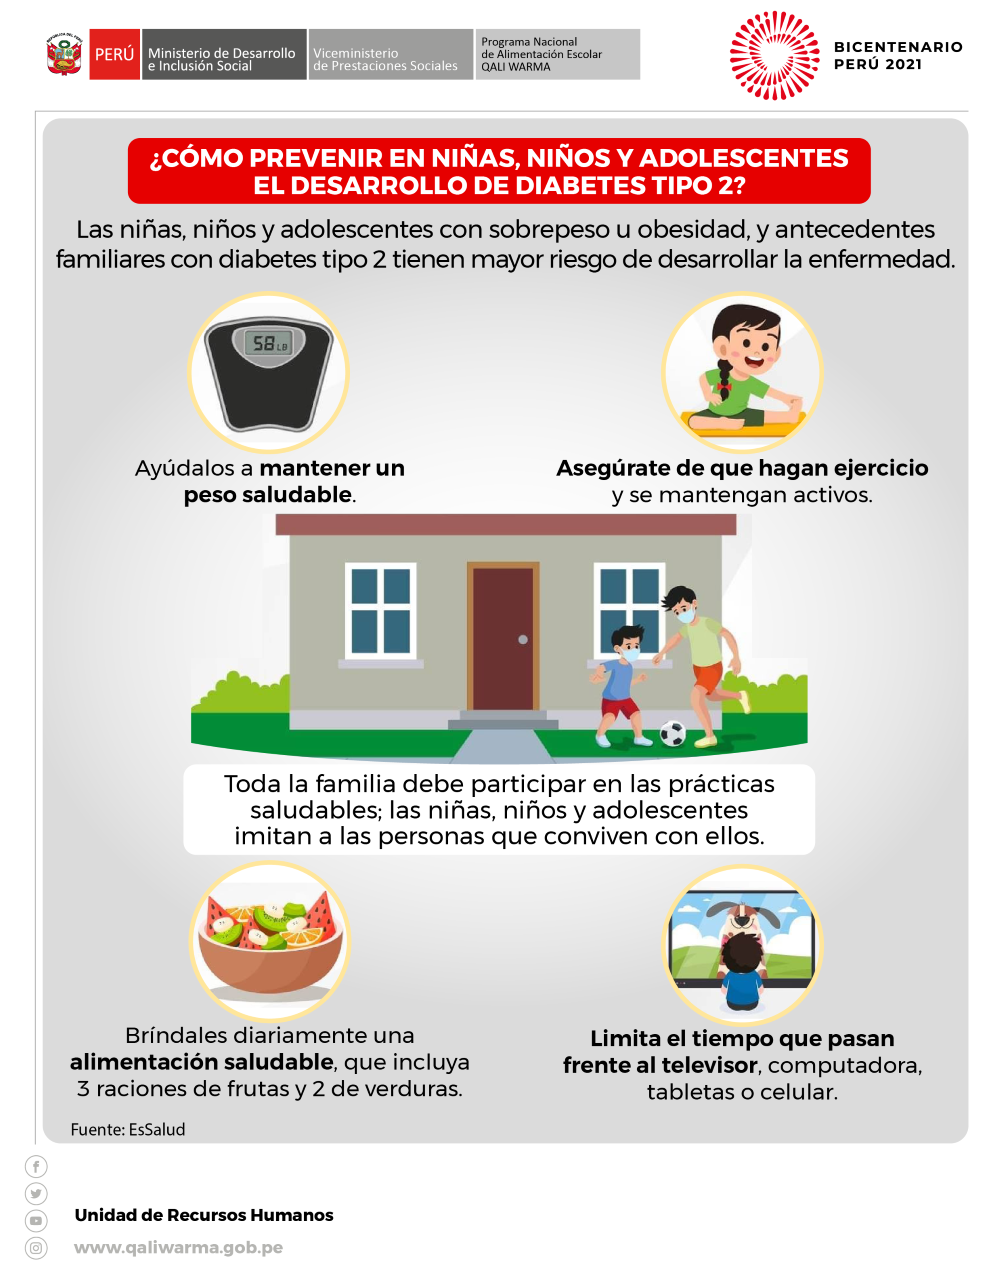 REPÚBLICA DEL PERÚ
PERÚ
Ministerio de Desarrollo
e Inclusión Social
Viceministerio
de Prestaciones Sociales
Programa Nacional
de Alimentación Escolar
QALI WARMA
BICENTENARIO
PERÚ 2021
¿CÓMO PREVENIR EN NIÑAS, NIÑOS Y ADOLESCENTES
EL DESARROLLO DE DIABETES TIPO 2?
Las niñas, niños y adolescentes con sobrepeso u obesidad, y antecedentes
familiares con diabetes tipo 2 tienen mayor riesgo de desarrollar la enfermedad.
58 LB
Ayúdalos a mantener un
peso saludable.
Asegúrate de que hagan ejercicio
y se mantengan activos.
Toda la familia debe participar en las prácticas
saludables; las niñas, niños y adolescentes
imitan a las personas que conviven con ellos.
Bríndales diariamente una
alimentación saludable, que incluya
3 raciones de frutas y 2 de verduras.
Limita el tiempo que pasan
frente al televisor, computadora,
tabletas o celular.
Fuente: EsSalud
Unidad de Recursos Humanos
www.qaliwarma.gob.pe